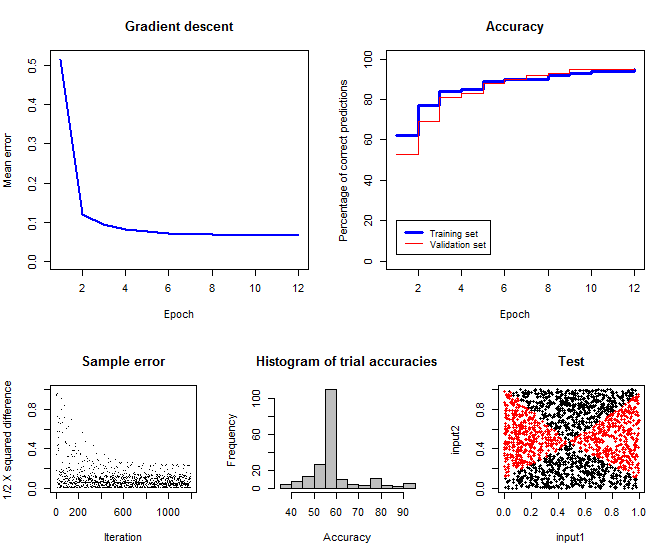 Gradient descent
Mean error
0.0 0.1 0.2 0.3 0.4 0.5
2 4 6 8 10 12
Epoch
Accuracy
Percentage of correct predictions
0 20 40 60 80 100
Training set
Validation set
2 4 6 8 10 12
Epoch
Sample error
1/2 X squared difference
0.0 0.4 0.8
0 200 600 1000
Iteration
Histogram of trial accuracies
Frequency
0 20 60 100
40 50 60 70 80 90
Accuracy
Test
input2
0.0 0.4 0.8
0.0 0.2 0.4 0.6 0.8 1.0
input1